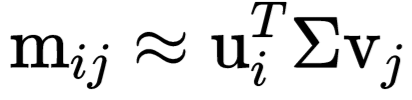 m_{ij} ≈ u_i^T Σ v_j